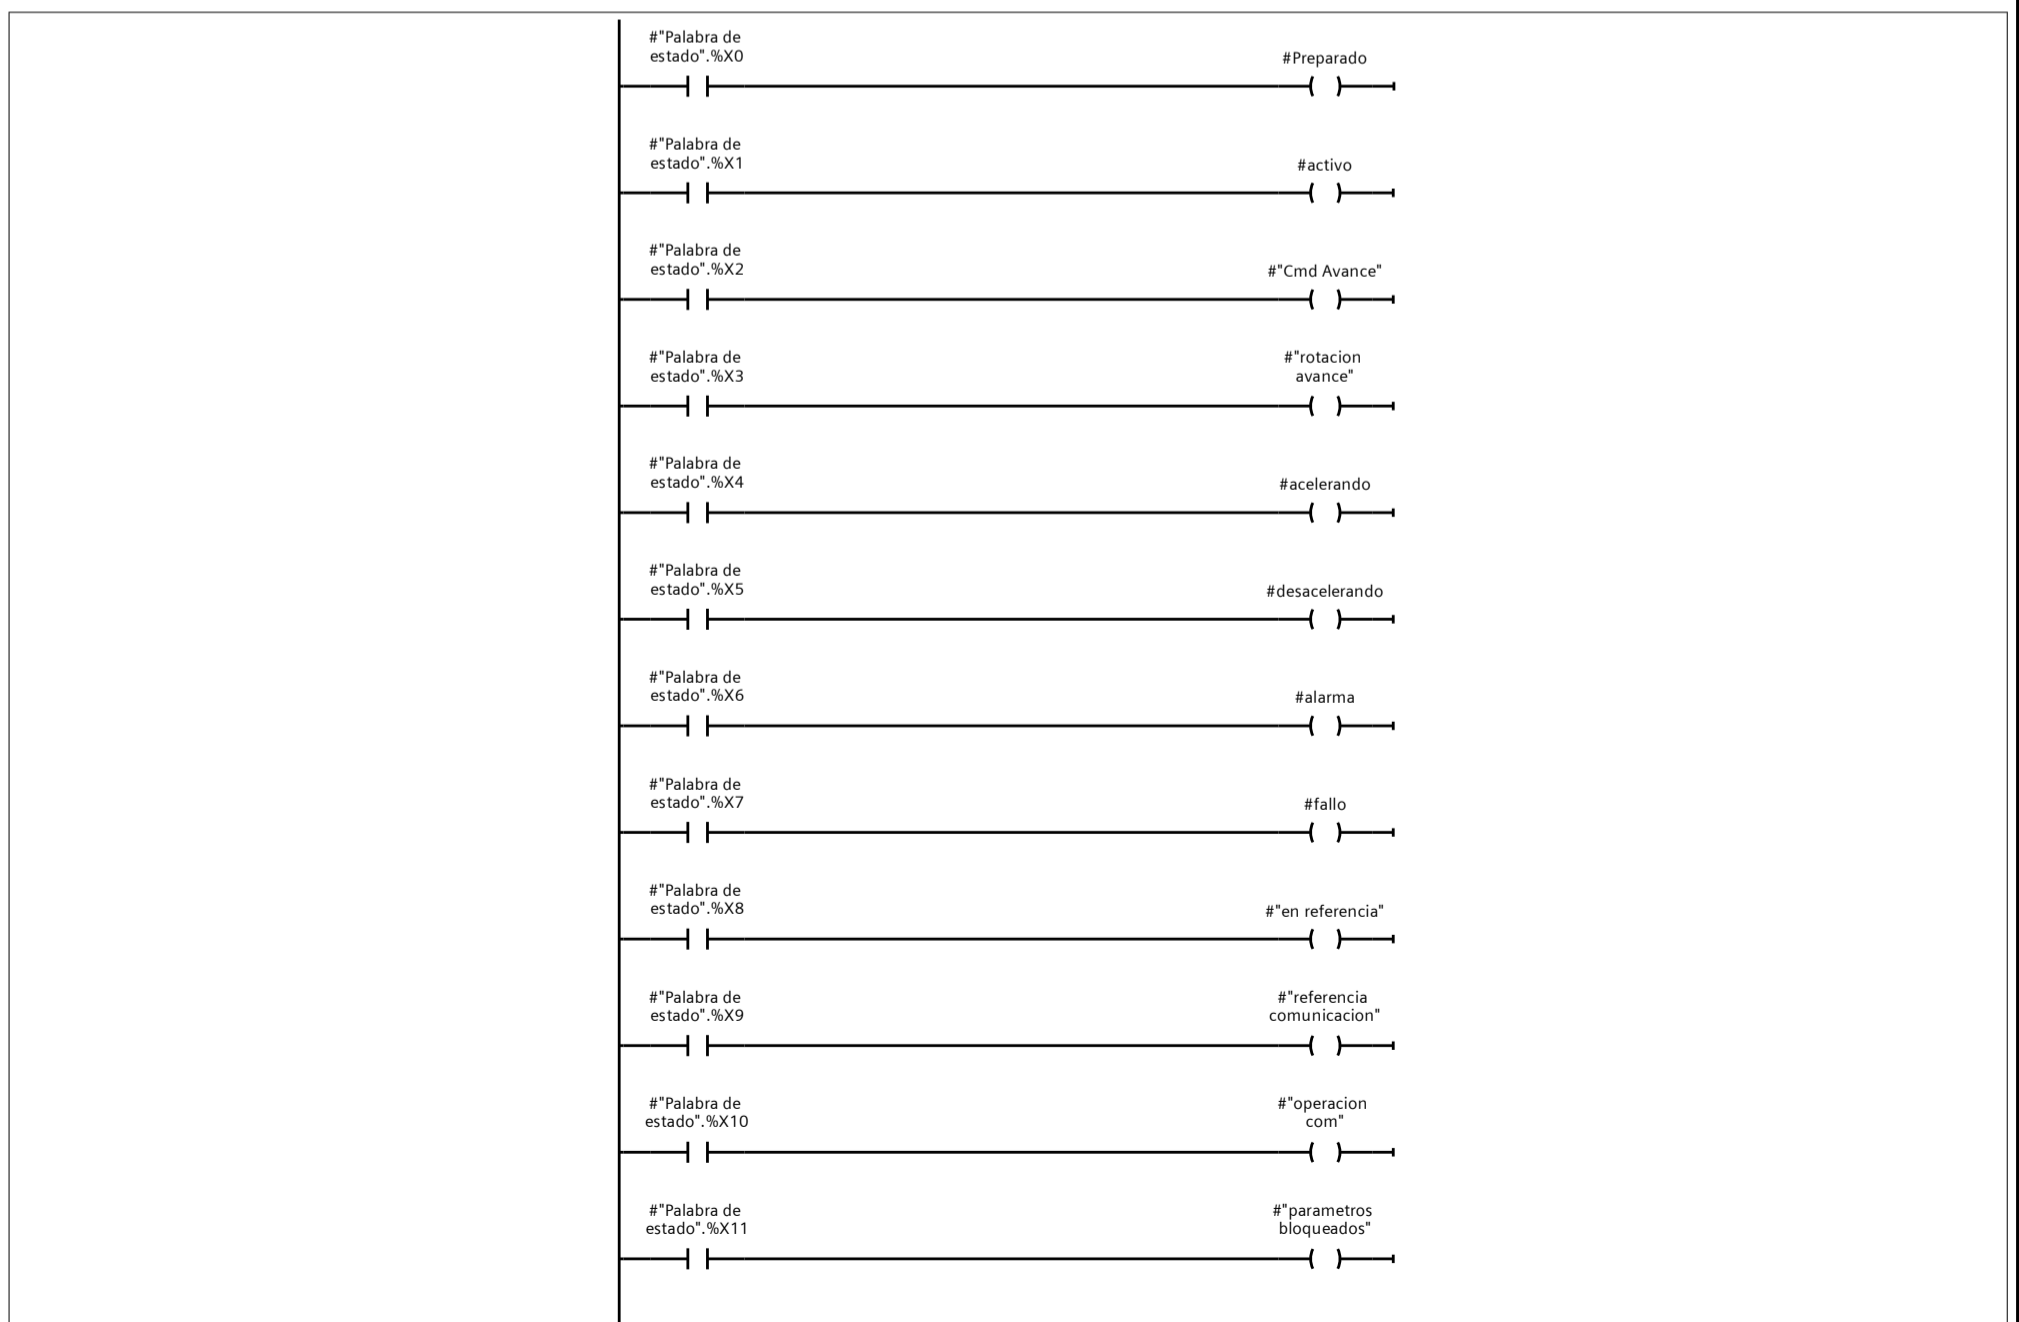 #"Palabra de
estado".%X0
#Preparado
#"Palabra de
estado".%X1
#activo
#"Palabra de
estado".%X2
#"Cmd Avance"
#"Palabra de
estado".%X3
#"rotacion
avance"
#"Palabra de
estado".%X4
#acelerando
#"Palabra de
estado".%X5
#desacelerando
#"Palabra de
estado".%X6
#alarma
#"Palabra de
estado".%X7
#fallo
#"Palabra de
estado".%X8
#"en referencia"
#"Palabra de
estado".%X9
#"referencia
comunicacion"
#"Palabra de
estado".%X10
#"operacion
com"
#"Palabra de
estado".%X11
#"parametros
bloqueados"